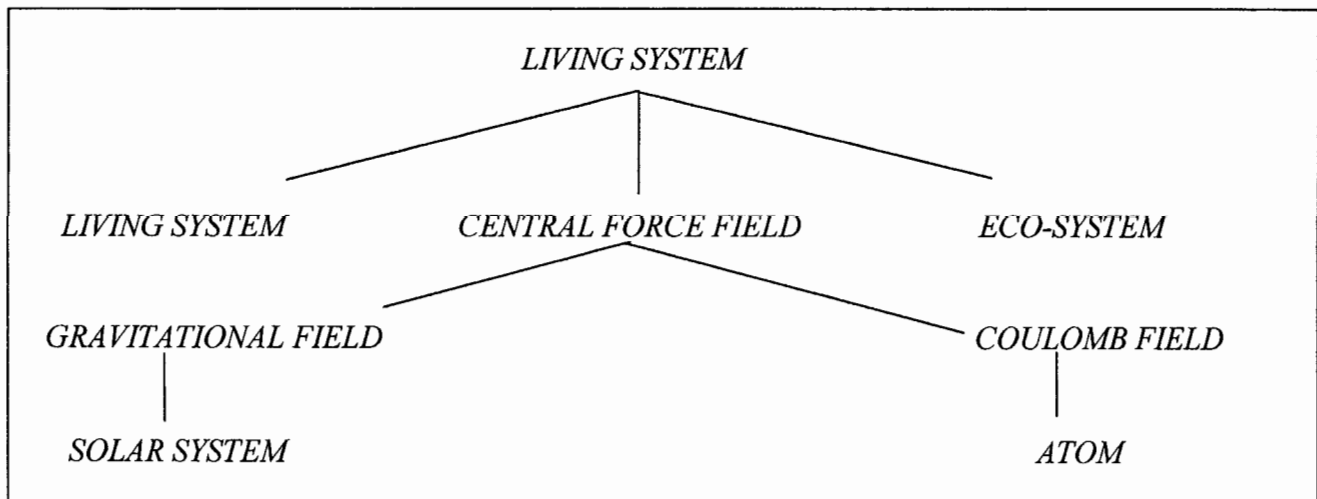 LIVING SYSTEM
LIVING SYSTEM CENTRAL FORCE FIELD ECO-SYSTEM
GRAVITATIONAL FIELD COULOMB FIELD
SOLAR SYSTEM ATOM